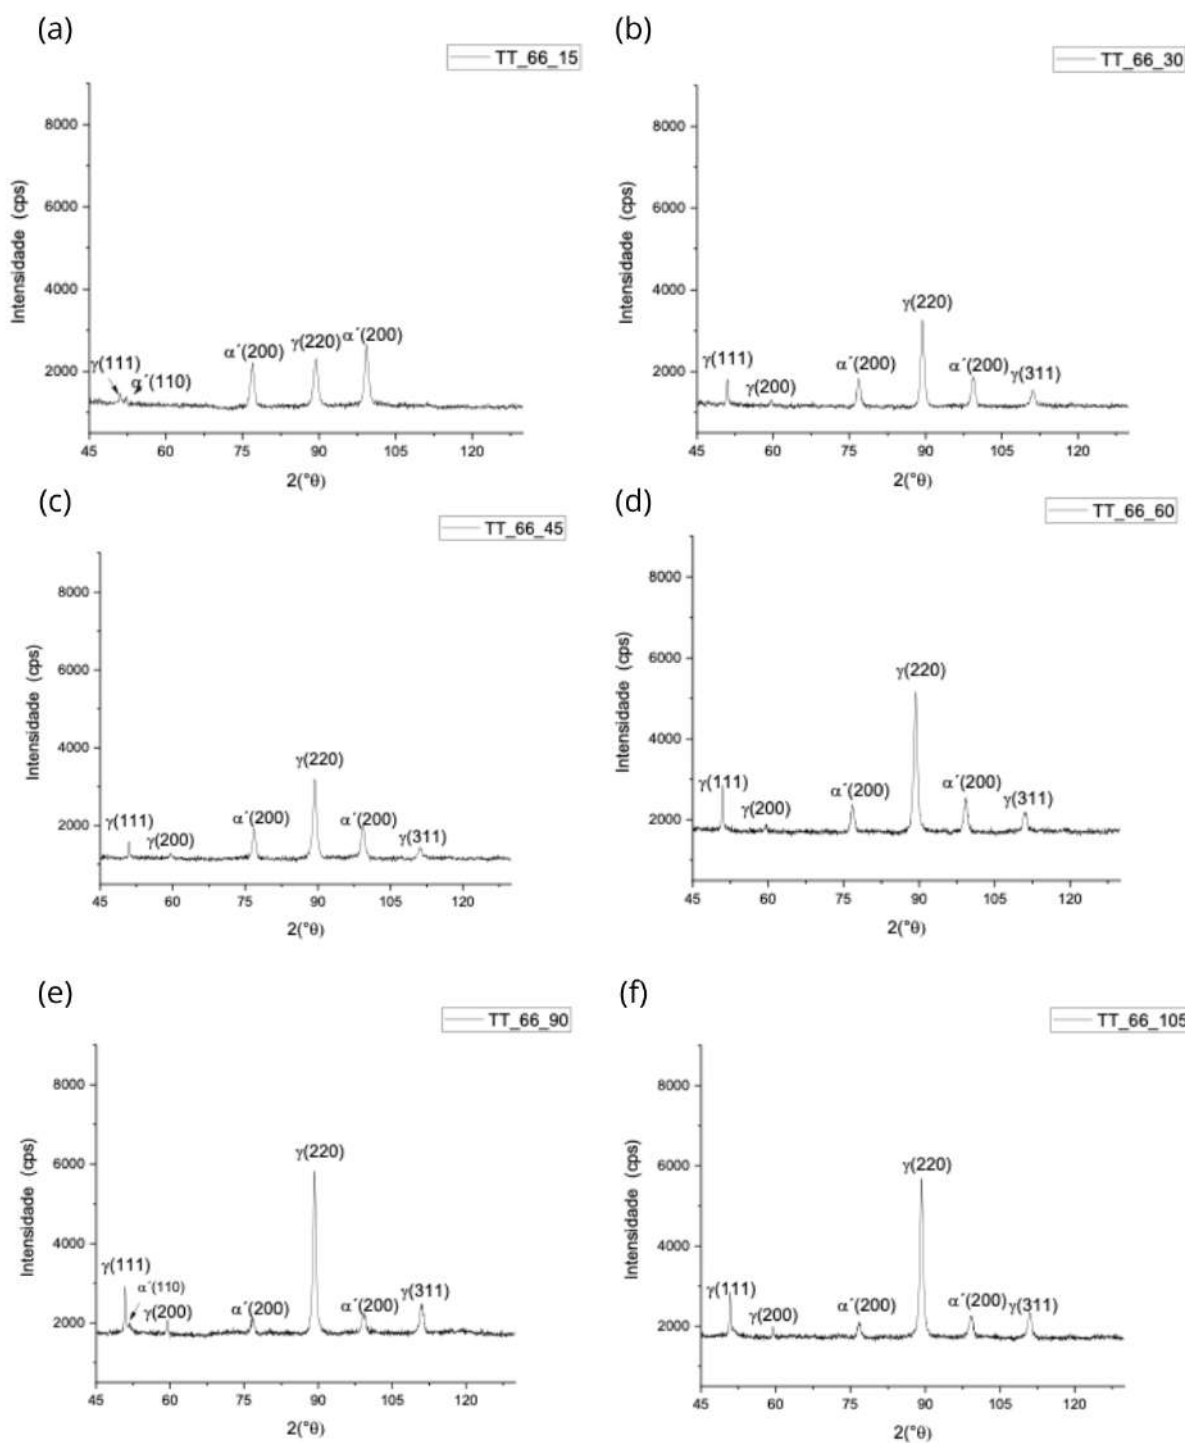 (a)
TT_66_15
8000
6000
4000
2000
Intensidade (cps)
γ(111)
α´(110)
α´(200)
γ(220)
α´(200)
45 60 75 90 105 120
2(°θ)
(b)
TT_66_30
8000
6000
4000
2000
Intensidade (cps)
γ(111)
γ(200)
α´(200)
γ(220)
α´(200)
γ(311)
45 60 75 90 105 120
2(°θ)
(c)
TT_66_45
8000
6000
4000
2000
Intensidade (cps)
γ(111)
γ(200)
α´(200)
γ(220)
α´(200)
γ(311)
45 60 75 90 105 120
2(°θ)
(d)
TT_66_60
8000
6000
4000
2000
Intensidade (cps)
γ(111)
γ(200)
α´(200)
γ(220)
α´(200)
γ(311)
45 60 75 90 105 120
2(°θ)
(e)
TT_66_90
8000
6000
4000
2000
Intensidade (cps)
γ(111)
α´(110)
γ(200)
α´(200)
γ(220)
α´(200)
γ(311)
45 60 75 90 105 120
2(°θ)
(f)
TT_66_105
8000
6000
4000
2000
Intensidade (cps)
γ(111)
γ(200)
α´(200)
γ(220)
α´(200)
γ(311)
45 60 75 90 105 120
2(°θ)